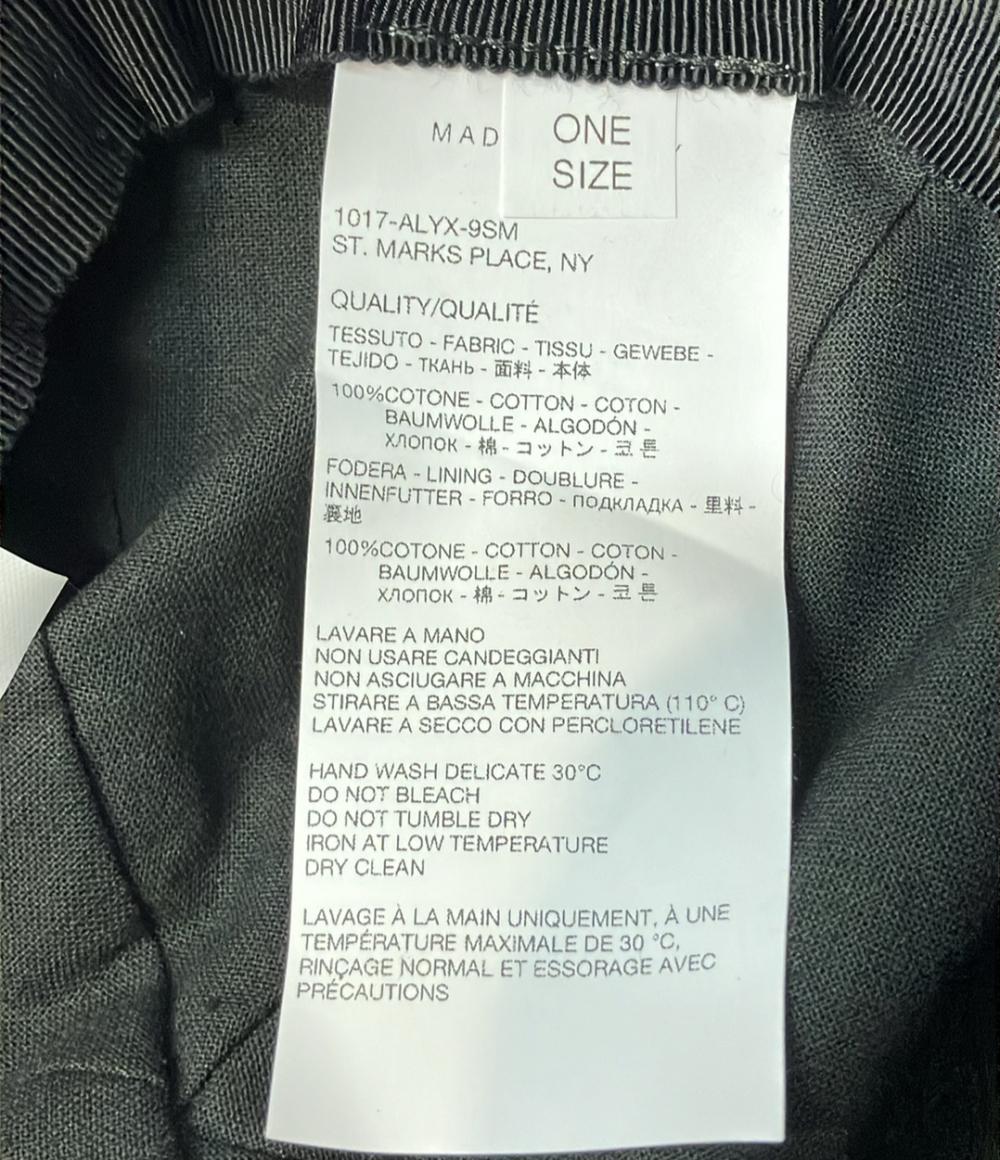 MAD
ONE
SIZE
1017-ALYX-9SM
ST. MARKS PLACE, NY
QUALITY/QUALITÉ
TESSUTO - FABRIC - TISSU - GEWEBE -
TEJIDO - ТКАНЬ - 面料 - 本体
100%COTONE - COTTON - COTON -
BAUMWOLLE - ALGODÓN -
ХЛОПОК - 棉 - コットン - 코튼
FODERA - LINING - DOUBLURE -
INNENFUTTER - FORRO - ПОДКЛАДКА - 里料 -
裏地
100%COTONE - COTTON - COTON -
BAUMWOLLE - ALGODÓN -
ХЛОПОК - 棉 - コットン - 코튼
LAVARE A MANO
NON USARE CANDEGGIANTI
NON ASCIUGARE A MACCHINA
STIRARE A BASSA TEMPERATURA (110° C)
LAVARE A SECCO CON PERCLORETILENE
HAND WASH DELICATE 30°C
DO NOT BLEACH
DO NOT TUMBLE DRY
IRON AT LOW TEMPERATURE
DRY CLEAN
LAVAGE À LA MAIN UNIQUEMENT, À UNE
TEMPÉRATURE MAXIMALE DE 30 °C,
RINÇAGE NORMAL ET ESSORAGE AVEC
PRÉCAUTIONS